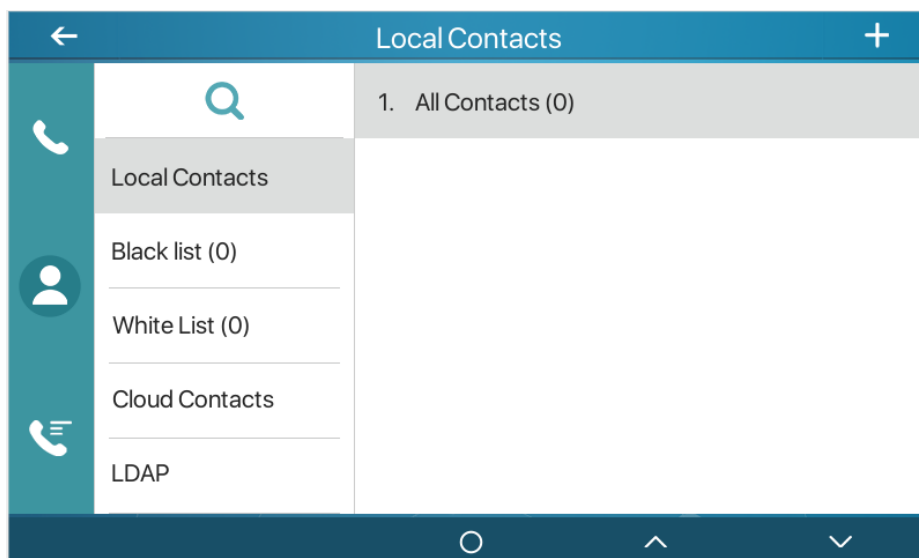 Local Contacts
1. All Contacts (0)
Local Contacts
Black list (0)
White List (0)
Cloud Contacts
LDAP